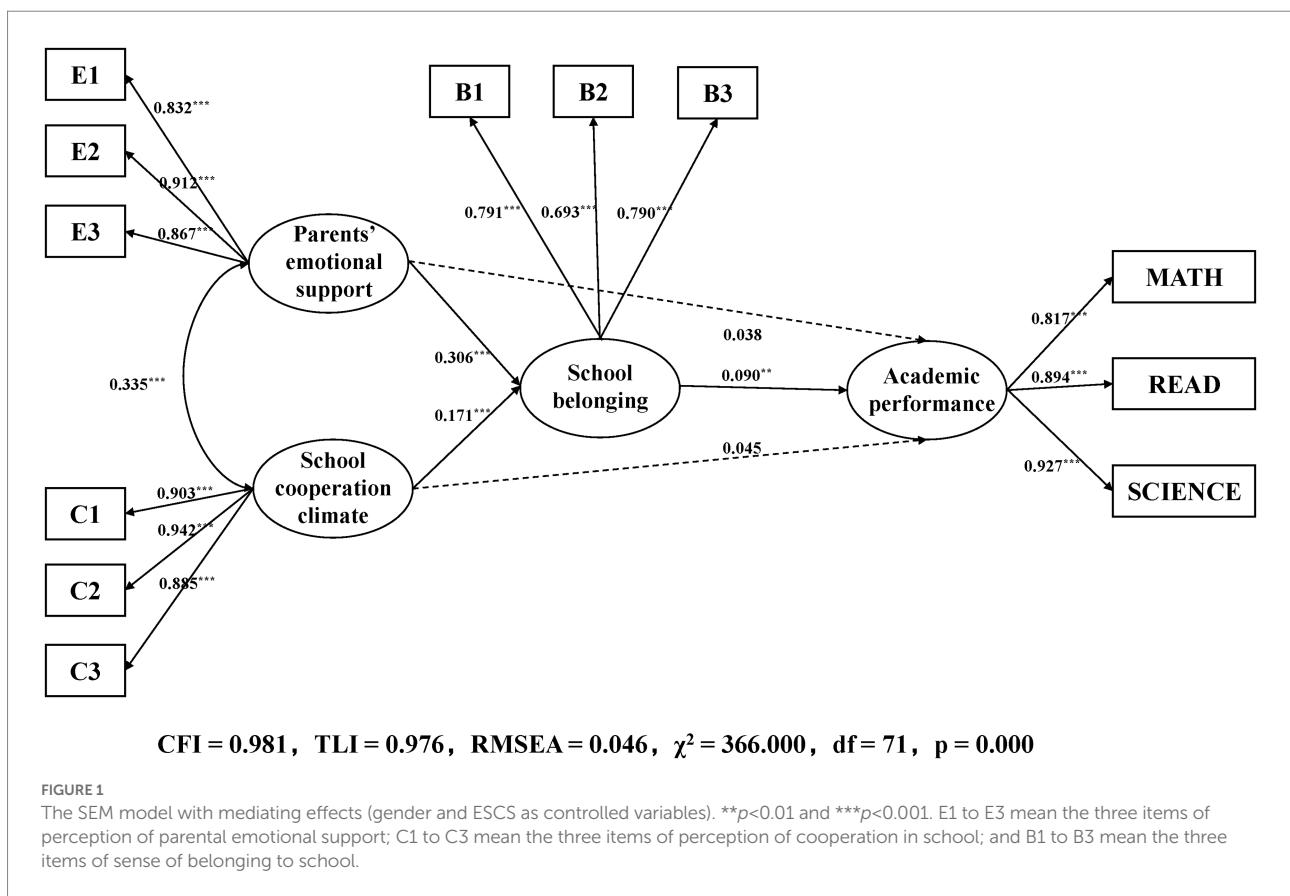 E1
0.832***
E2
0.912***
E3
0.867***
B1
B2
B3
0.791***
0.693***
0.790***
Parents’
emotional
support
MATH
0.817***
0.038
0.306***
0.335***
School
belonging
0.090**
Academic
performance
0.894***
READ
0.171***
0.045
0.927***
SCIENCE
School
cooperation
climate
C1
0.903***
0.942***
C2
0.885***
C3
CFI = 0.981, TLI = 0.976, RMSEA = 0.046, χ² = 366.000, df = 71, p = 0.000
FIGURE 1
The SEM model with mediating effects (gender and ESCS as controlled variables). **p<0.01 and ***p<0.001. E1 to E3 mean the three items of
perception of parental emotional support; C1 to C3 mean the three items of perception of cooperation in school; and B1 to B3 mean the three
items of sense of belonging to school.